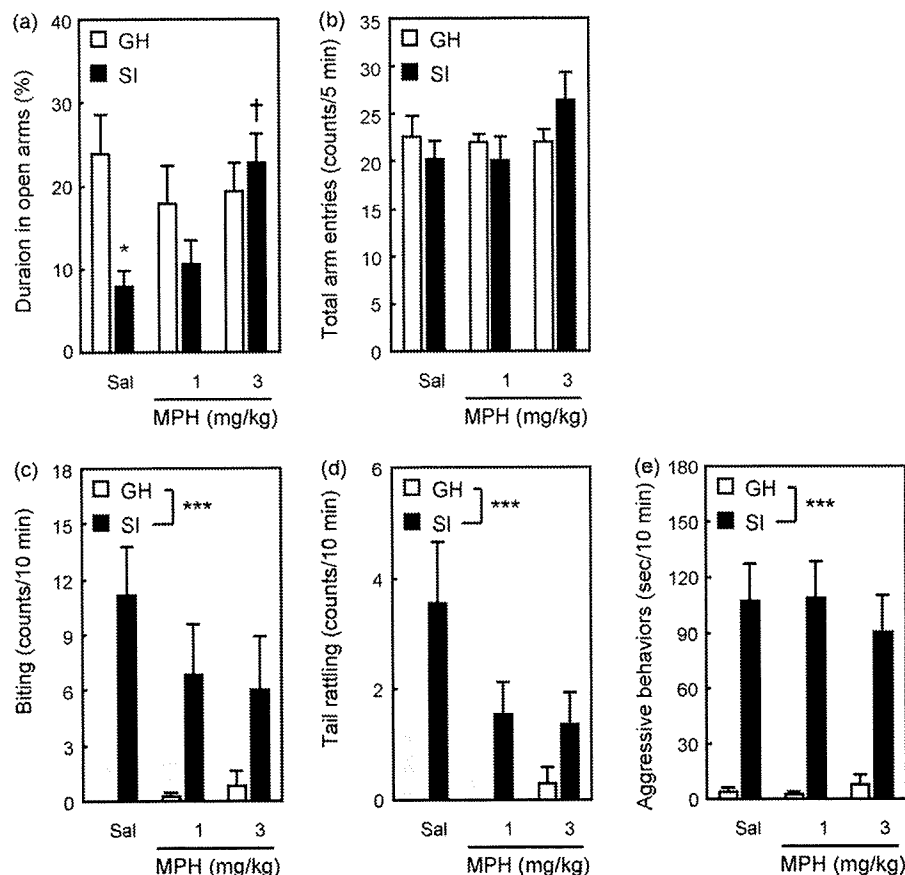 (a)
Duraion in open arms (%)
40
30
20
10
0
GH
SI
*
†
Sal
1
3
MPH (mg/kg)
(b)
Total arm entries (counts/5 min)
35
30
25
20
15
10
5
0
GH
SI
Sal
1
3
MPH (mg/kg)
(c)
Biting (counts/10 min)
18
15
12
9
6
3
0
GH
SI
***
Sal
1
3
MPH (mg/kg)
(d)
Tail rattling (counts/10 min)
6
4
2
0
GH
SI
***
Sal
1
3
MPH (mg/kg)
(e)
Aggressive behaviors (sec/10 min)
180
150
120
90
60
30
0
GH
SI
***
Sal
1
3
MPH (mg/kg)